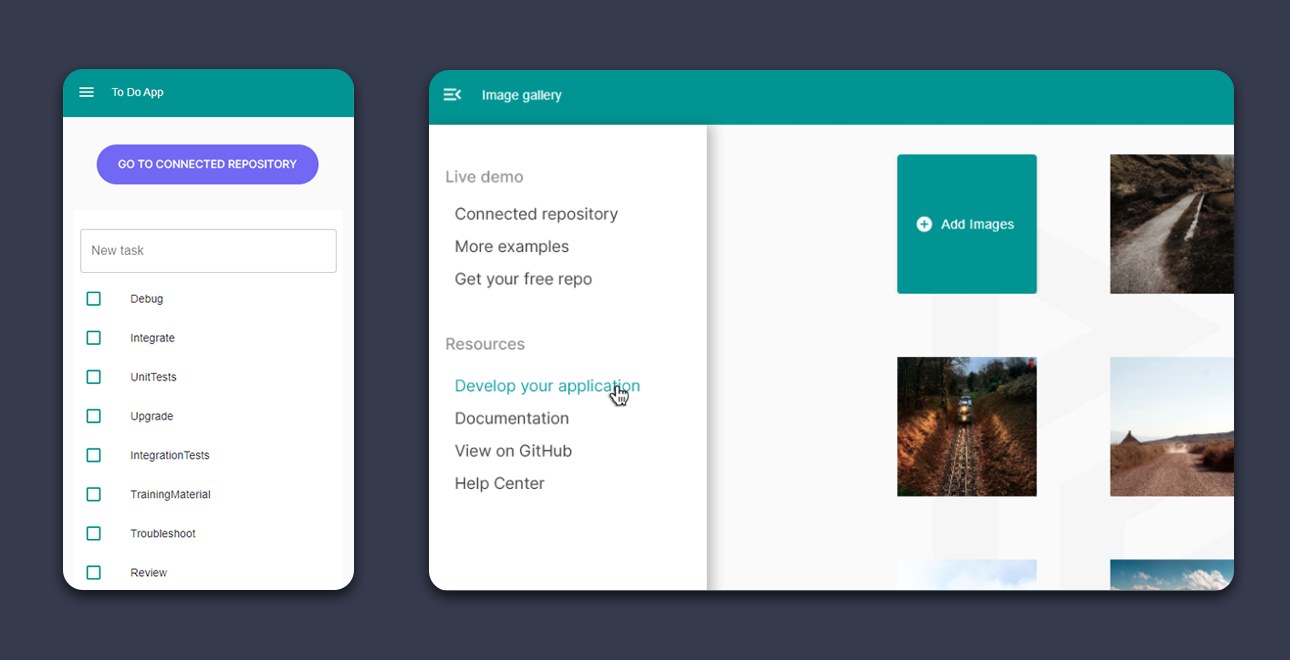 To Do App
GO TO CONNECTED REPOSITORY
New task
Debug
Integrate
UnitTests
Upgrade
IntegrationTests
TrainingMaterial
Troubleshoot
Review
Image gallery
Live demo
Connected repository
More examples
Get your free repo
Resources
Develop your application
Documentation
View on GitHub
Help Center
Add Images